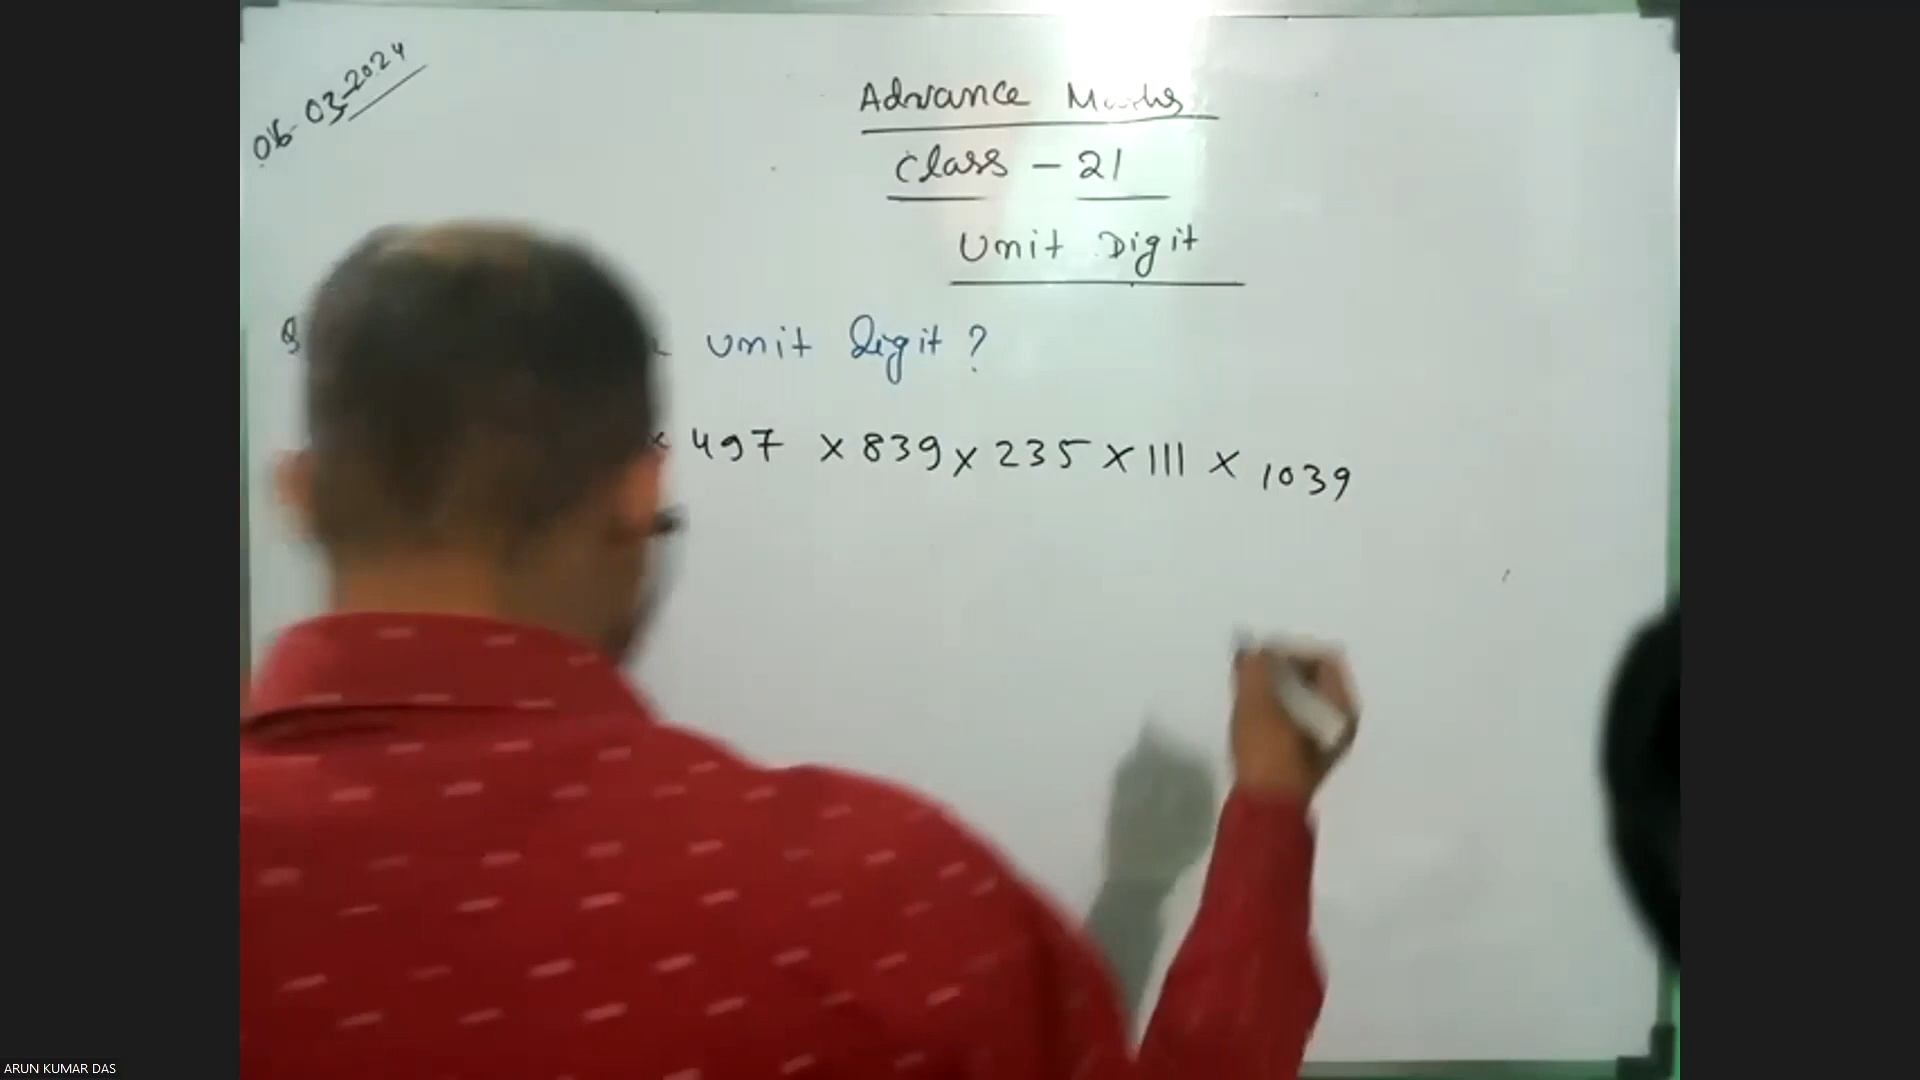 06-03-2024
Advance Maths
Class - 21
Unit Digit
unit digit ?
× 497 × 839 × 235 × 111 × 1039
ARUN KUMAR DAS